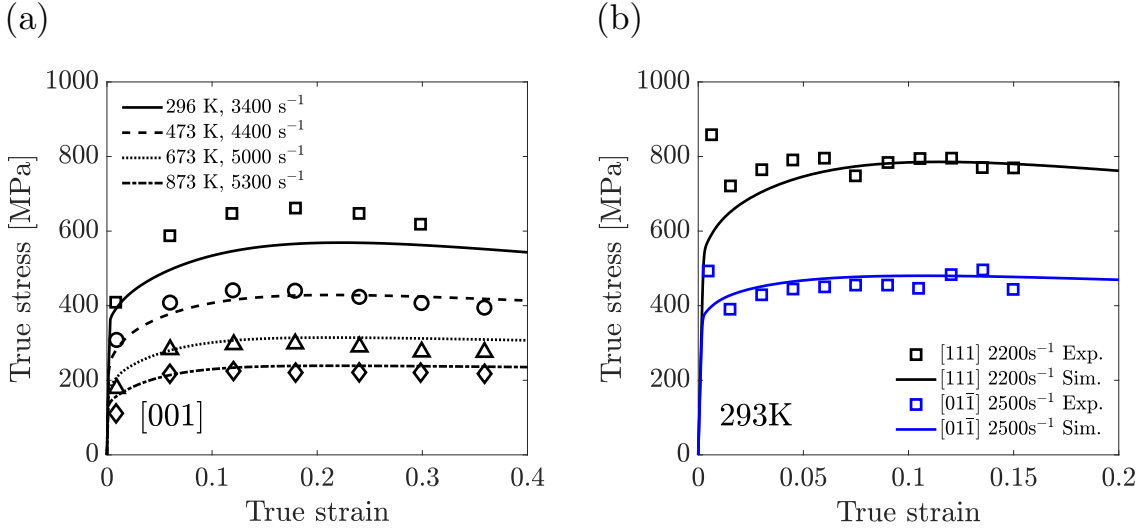 (a)
1000
800
600
400
200
0
True stress [MPa]
296 K, 3400 s⁻¹
473 K, 4400 s⁻¹
673 K, 5000 s⁻¹
873 K, 5300 s⁻¹
[001]
0 0.1 0.2 0.3 0.4
True strain
(b)
1000
800
600
400
200
0
True stress [MPa]
[111] 2200s⁻¹ Exp.
[111] 2200s⁻¹ Sim.
[011̄] 2500s⁻¹ Exp.
[011̄] 2500s⁻¹ Sim.
293K
0 0.05 0.1 0.15 0.2
True strain